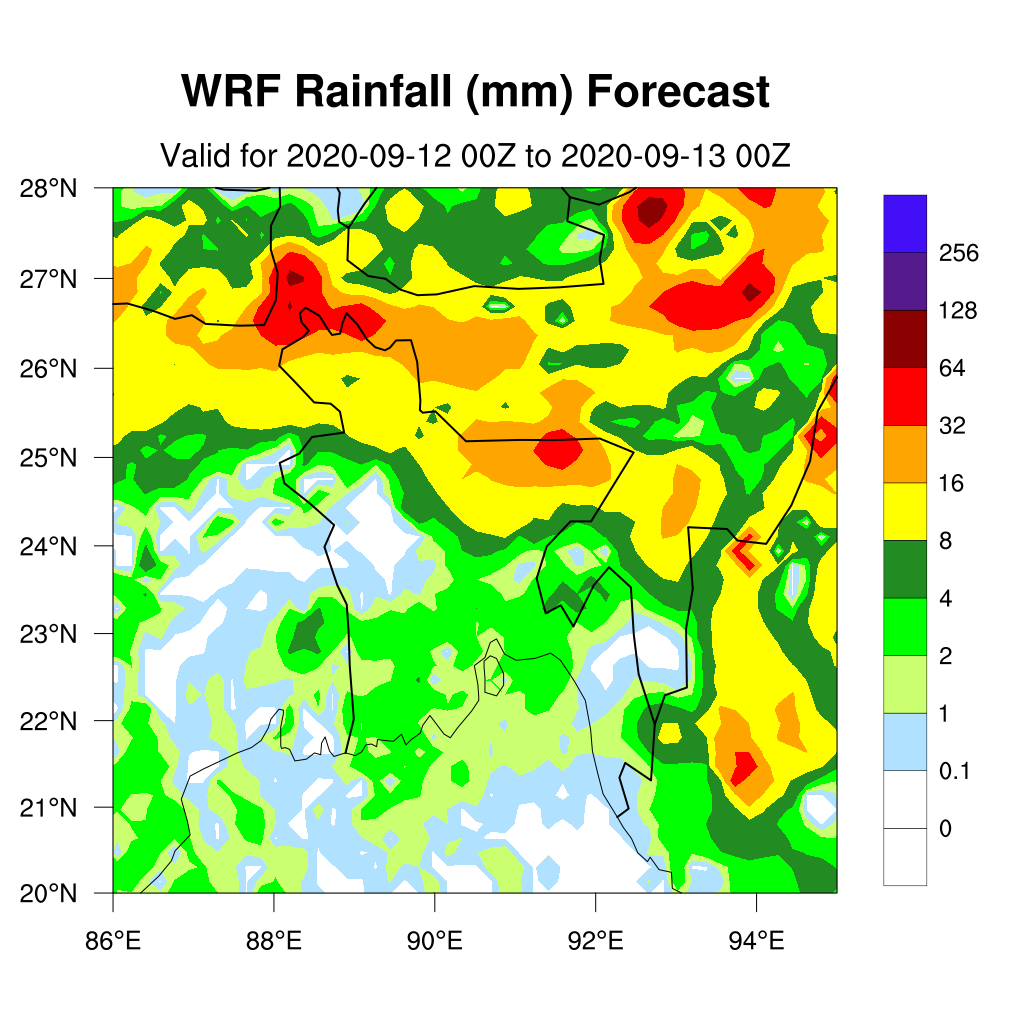 WRF Rainfall (mm) Forecast
Valid for 2020-09-12 00Z to 2020-09-13 00Z
28°N
27°N
26°N
25°N
24°N
23°N
22°N
21°N
20°N
86°E 88°E 90°E 92°E 94°E
256
128
64
32
16
8
4
2
1
0.1
0